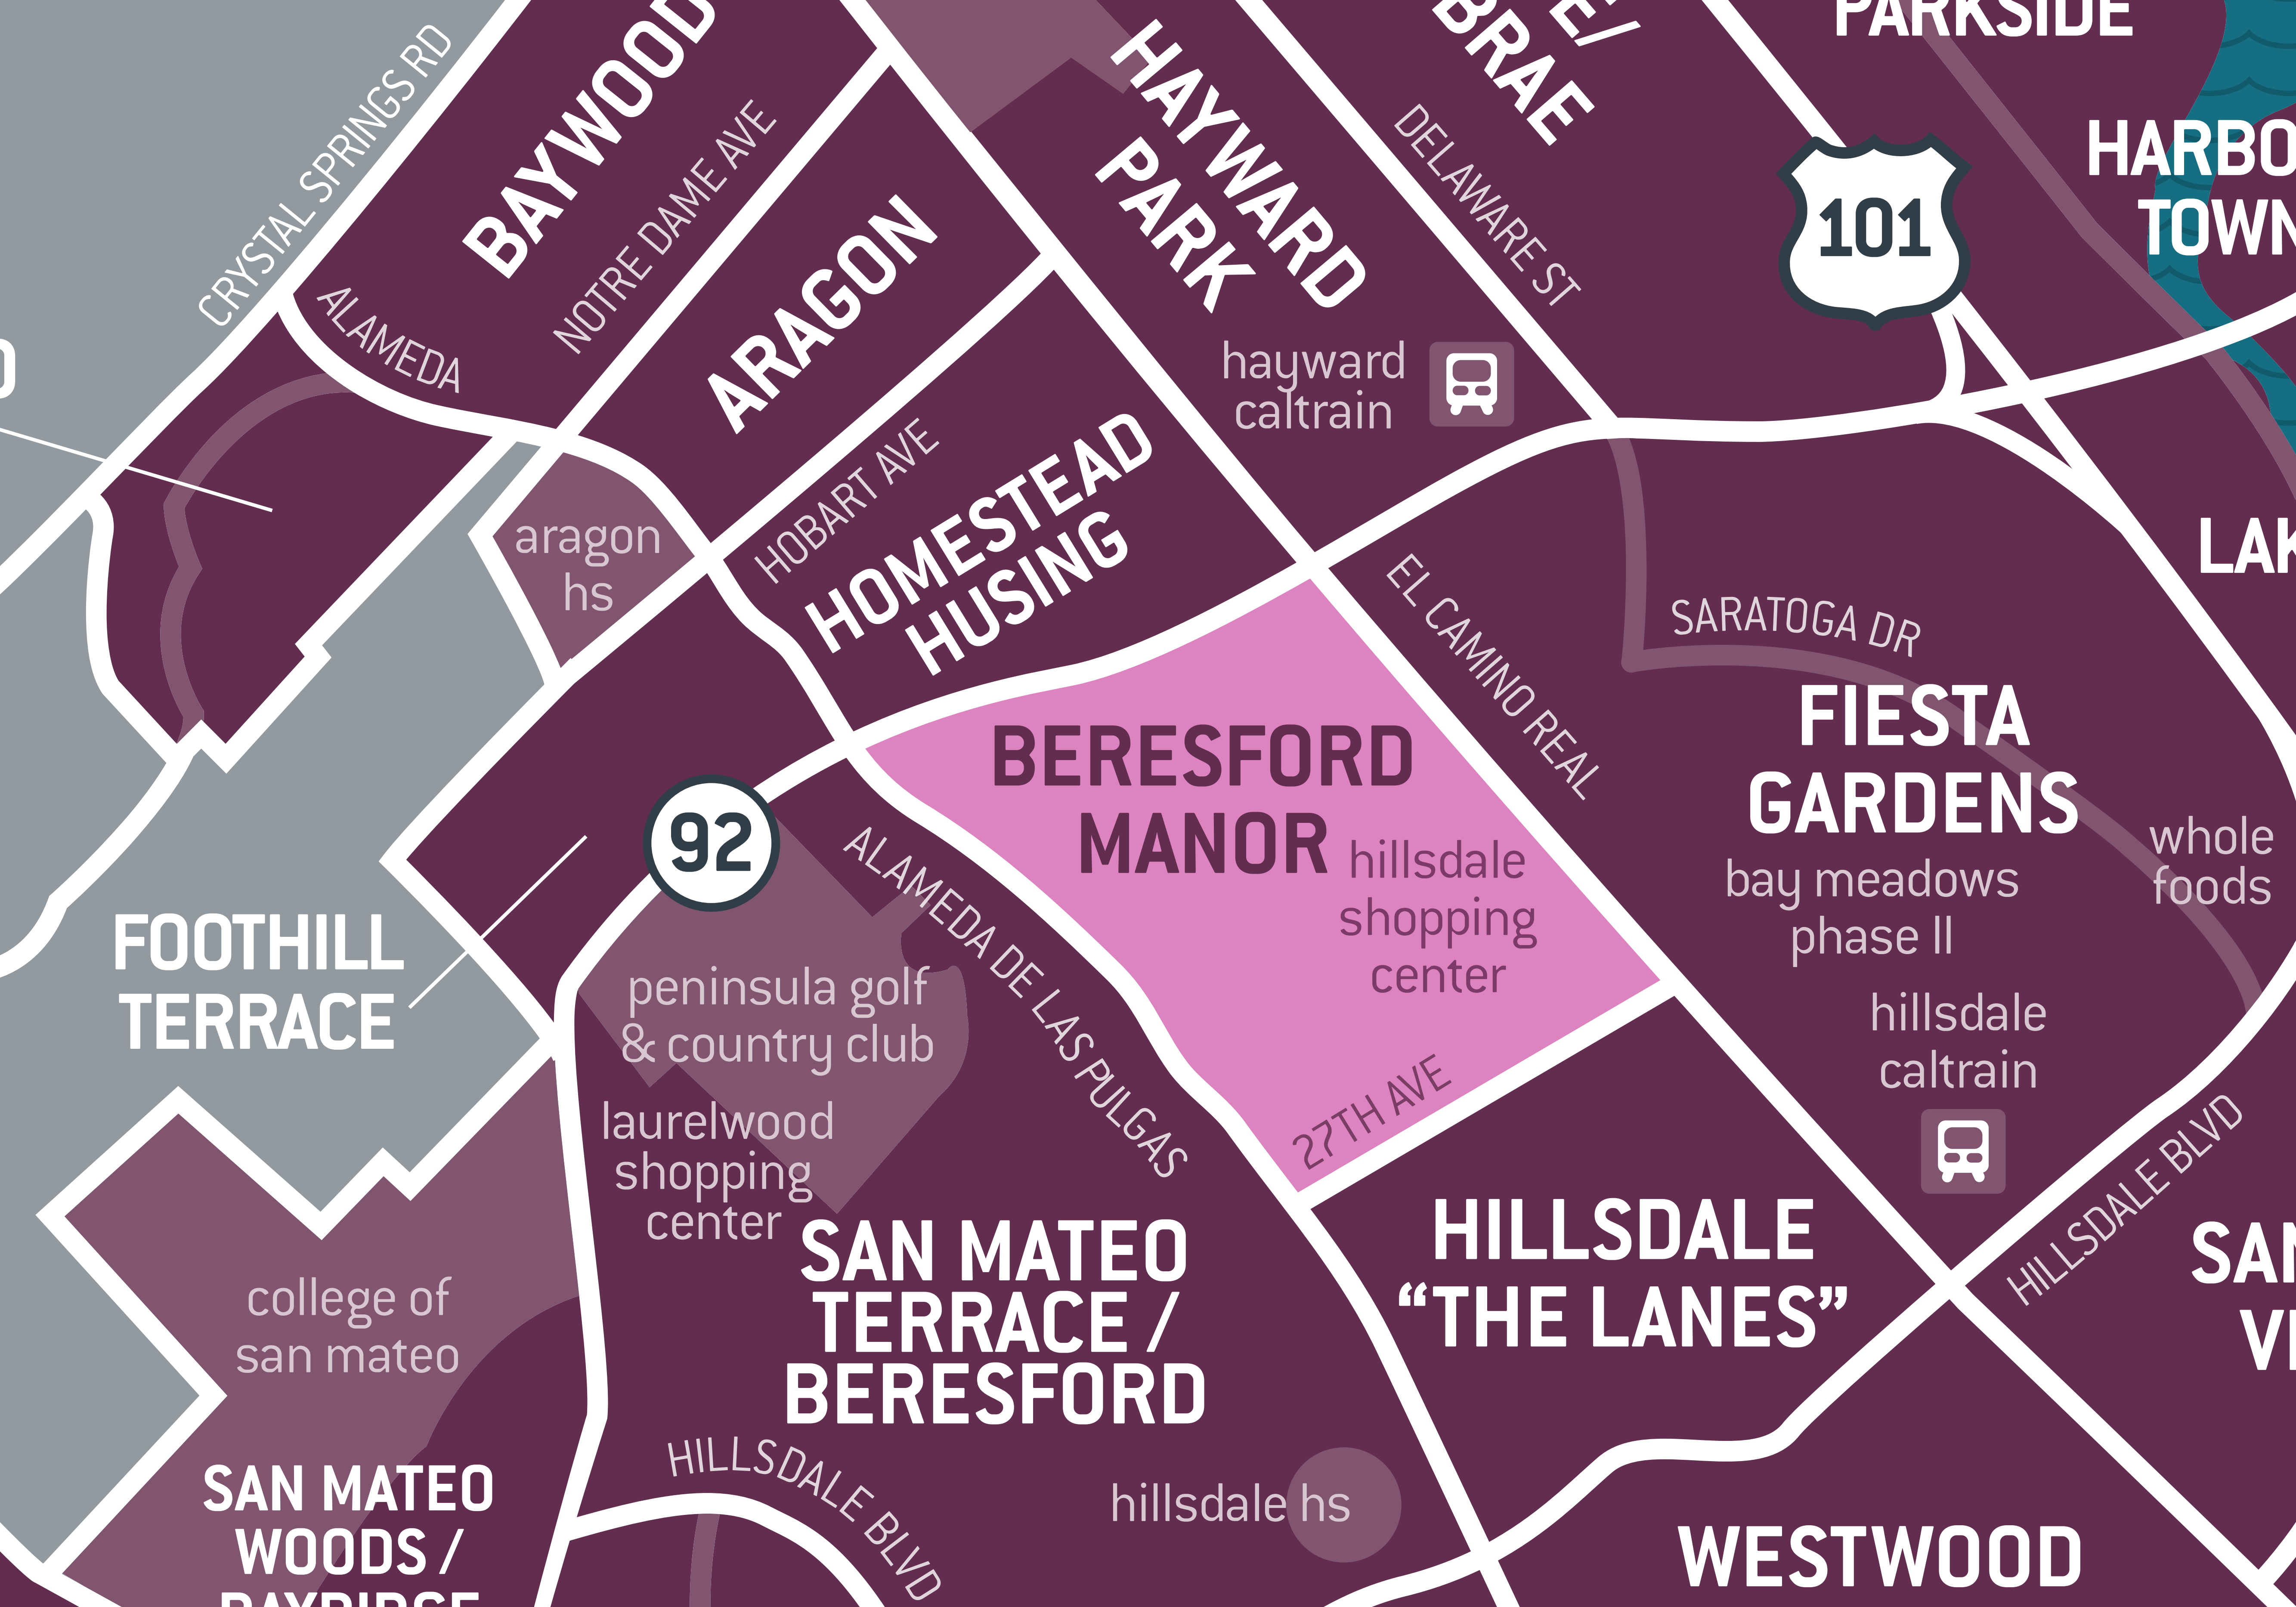 PARKSIDE
BRAE
E/
CRYSTAL SPRINGS RD
BAYWOOD
HAYWARD
PARK
ALAMEDA
NOTRE DAME AVE
ARAGON
DELAWARE ST
101
HARBO
TOWN
hayward
caltrain
aragon
hs
HOBART AVE
HOMESTEAD
HUSING
LAK
EL CAMINO REAL
SARATOGA DR
FIESTA
GARDENS
BERESFORD
MANOR
hillsdale
shopping
center
92
whole
foods
bay meadows
phase II
FOOTHILL
TERRACE
ALAMEDA DE LAS PULGAS
peninsula golf
& country club
hillsdale
caltrain
27TH AVE
laurelwood
shopping
center
HILLSDALE BLVD
HILLSDALE
"THE LANES"
SAN MATEO
TERRACE /
BERESFORD
SAN
VI
college of
san mateo
SAN MATEO
WOODS /
BAYRIDGE
HILLSDALE BLVD
hillsdale hs
WESTWOOD